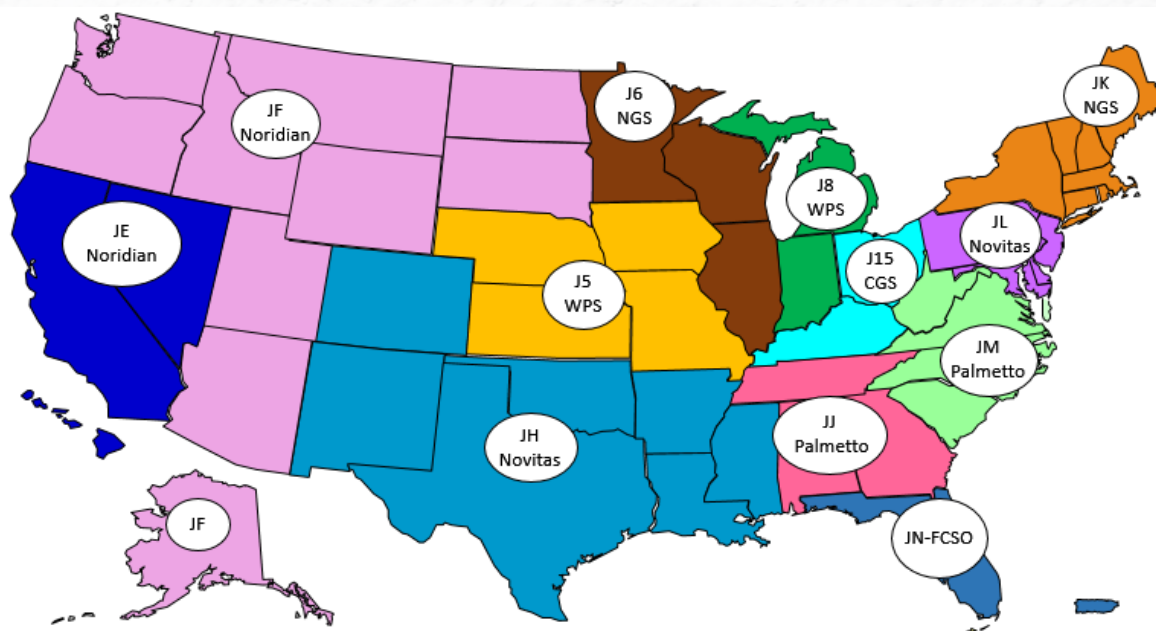 JF
Noridian
J6
NGS
JK
NGS
JE
Noridian
J8
WPS
JL
Novitas
J15
CGS
J5
WPS
JM
Palmetto
JH
Novitas
JJ
Palmetto
JF
JN-FCSO